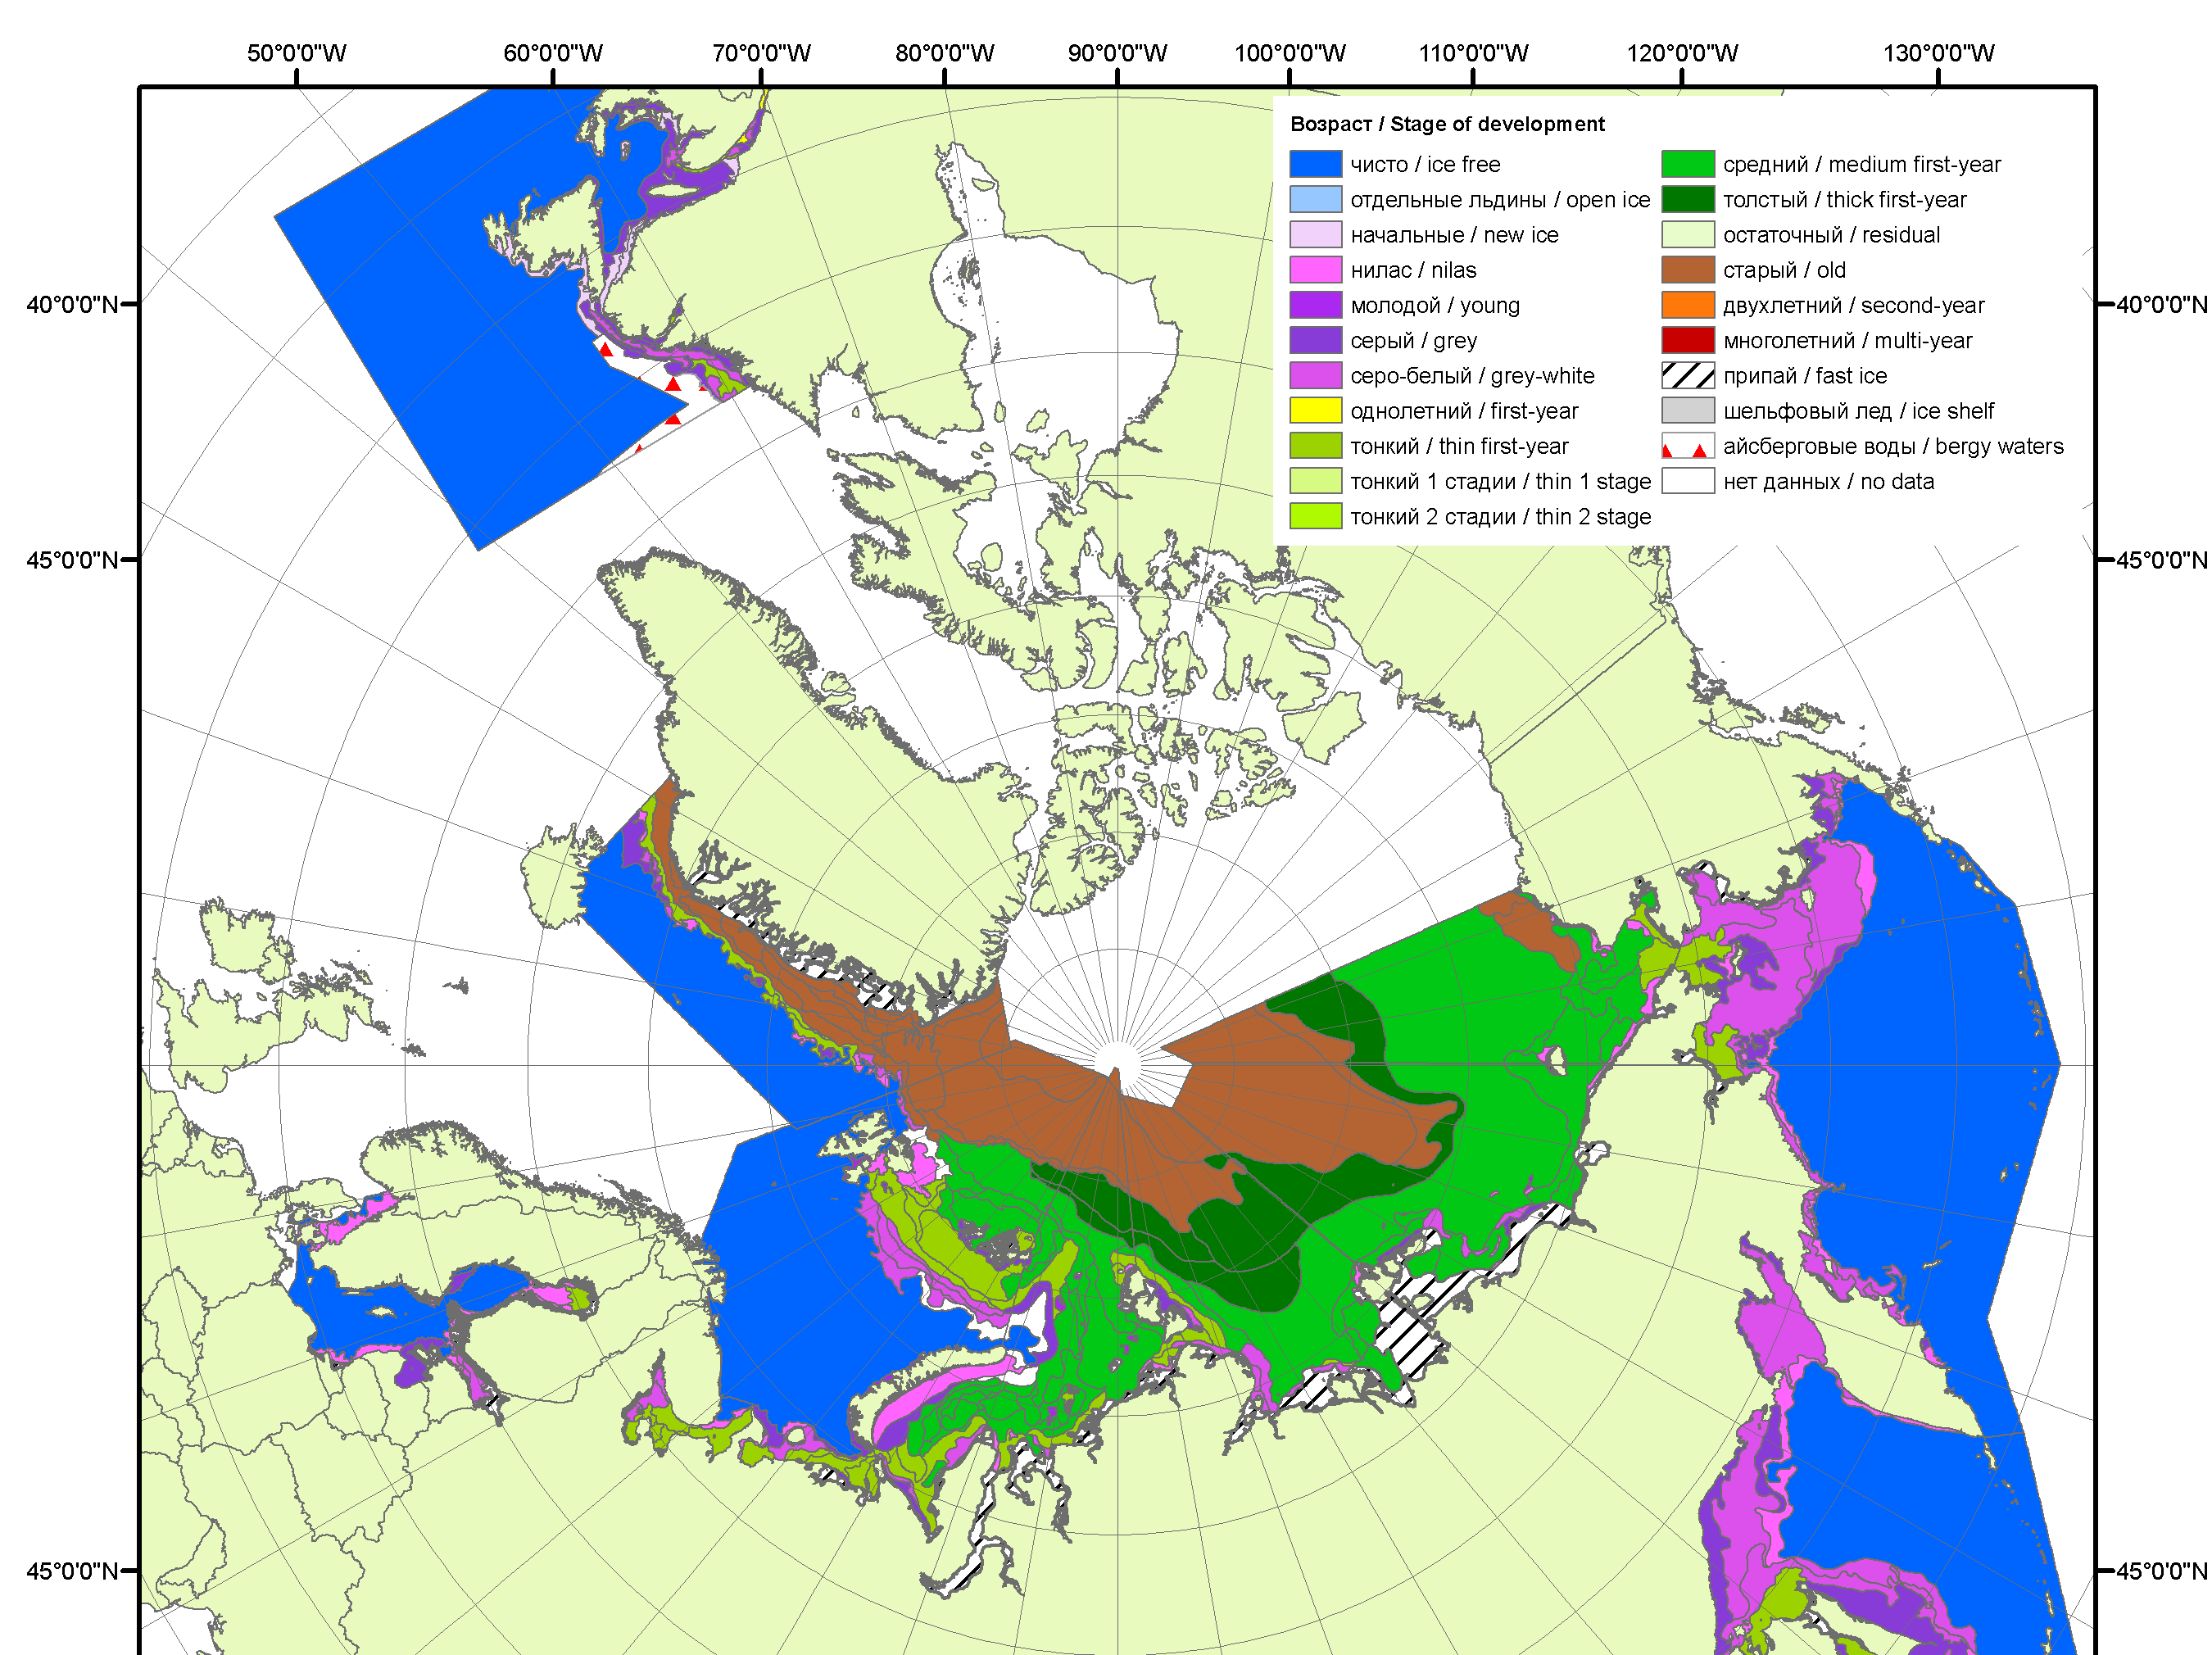 50°0'0"W 60°0'0"W 70°0'0"W 80°0'0"W 90°0'0"W 100°0'0"W 110°0'0"W 120°0'0"W 130°0'0"W
Возраст / Stage of development
чисто / ice free
отдельные льдины / open ice
начальные / new ice
нилас / nilas
молодой / young
серый / grey
серо-белый / grey-white
однолетний / first-year
тонкий / thin first-year
тонкий 1 стадии / thin 1 stage
тонкий 2 стадии / thin 2 stage
средний / medium first-year
толстый / thick first-year
остаточный / residual
старый / old
двухлетний / second-year
многолетний / multi-year
припай / fast ice
шельфовый лед / ice shelf
айсберговые воды / bergy waters
нет данных / no data
40°0'0"N
40°0'0"N
45°0'0"N
45°0'0"N
45°0'0"N
45°0'0"N